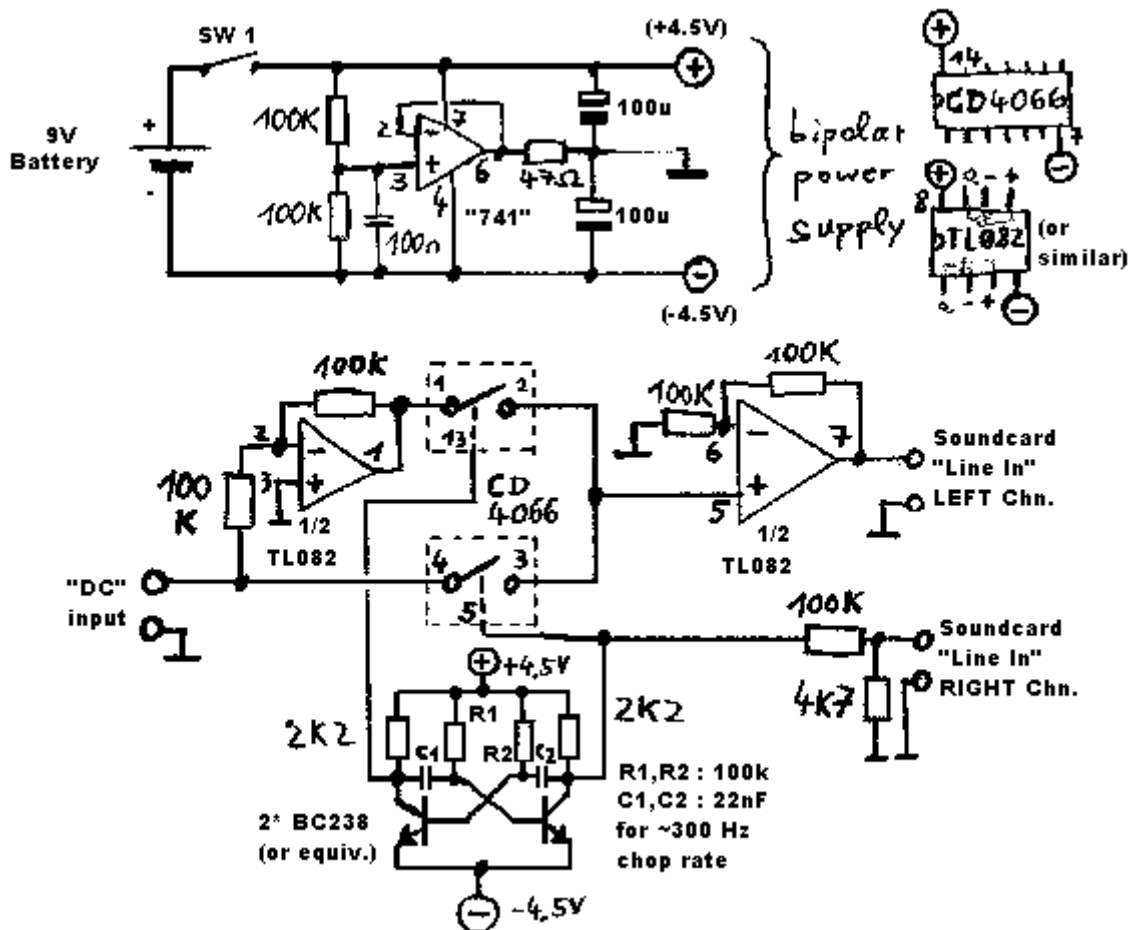 SW 1
(+4.5V)
+
14
CD4066
7
-
9V
Battery
+
-
100K
100K
2
-
7
+
3
4
6
"741"
100n
47Ω
100u
100u
-
(-4.5V)
bipolar
power
supply
+
8
- +
TL082
- +
-
(or
similar)
100K
2
-
3
+
1
100
K
1/2
TL082
1
2
13
CD
4066
4
3
5
100K
100K
-
6
7
+
5
1/2
TL082
Soundcard
"Line In"
LEFT Chn.
"DC"
input
100K
4K7
Soundcard
"Line In"
RIGHT Chn.
+ +4,5V
2K2
R1
R2
C1
C2
2K2
R1,R2 : 100k
C1,C2 : 22nF
for ~300 Hz
chop rate
2* BC238
(or equiv.)
- -4,5V